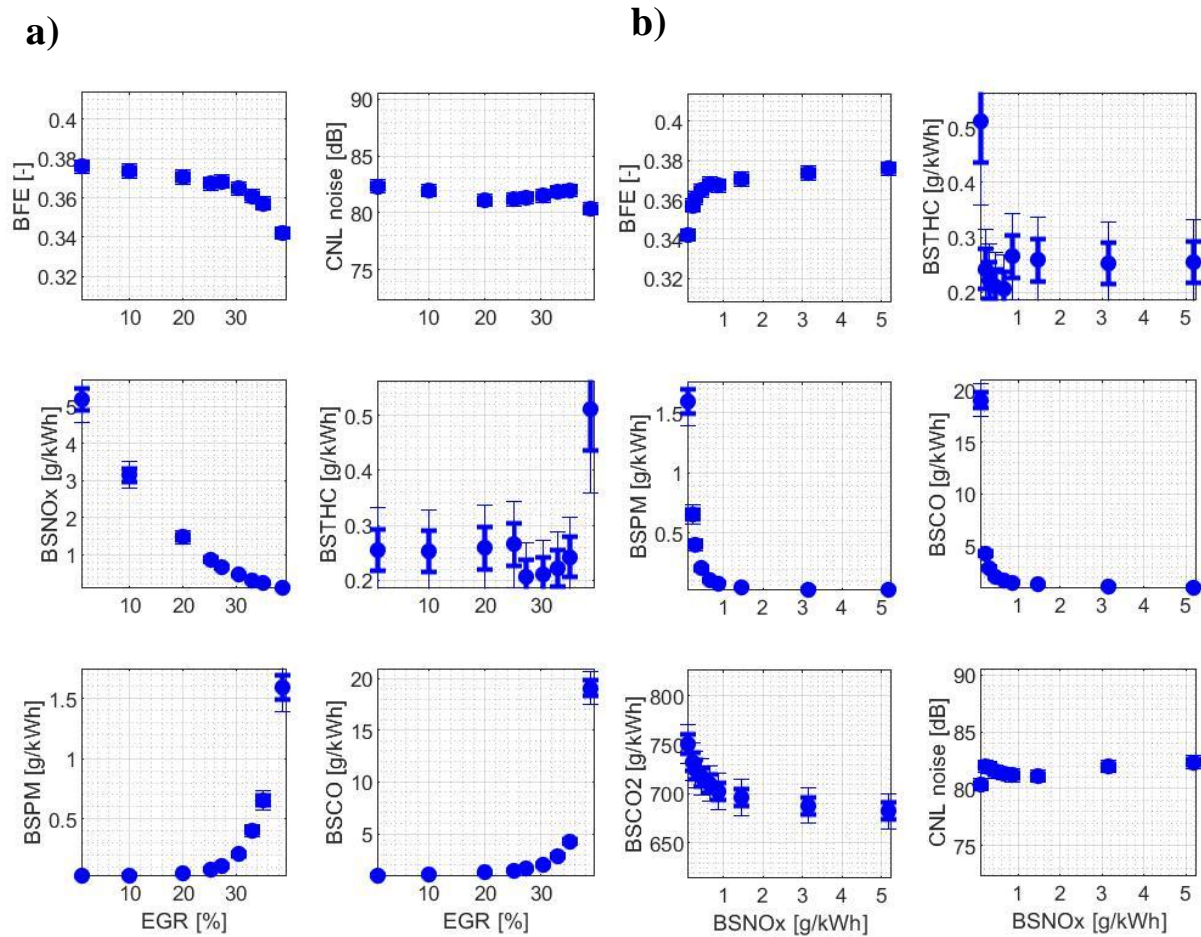 a)
b)
0.4
0.38
0.36
0.34
0.32
BFE [-]
10 20 30
90
85
80
75
CNL noise [dB]
10 20 30
0.4
0.38
0.36
0.34
0.32
BFE [-]
1 2 3 4 5
0.5
0.4
0.3
0.2
BSTHC [g/kWh]
1 2 3 4 5
5
4
3
2
1
BSNOx [g/kWh]
10 20 30
0.5
0.4
0.3
0.2
BSTHC [g/kWh]
10 20 30
1.5
1
0.5
BSPM [g/kWh]
1 2 3 4 5
20
15
10
5
BSCO [g/kWh]
1 2 3 4 5
1.5
1
0.5
BSPM [g/kWh]
10 20 30
EGR [%]
20
15
10
5
BSCO [g/kWh]
10 20 30
EGR [%]
800
750
700
650
BSCO2 [g/kWh]
1 2 3 4 5
BSNOx [g/kWh]
90
85
80
75
CNL noise [dB]
1 2 3 4 5
BSNOx [g/kWh]